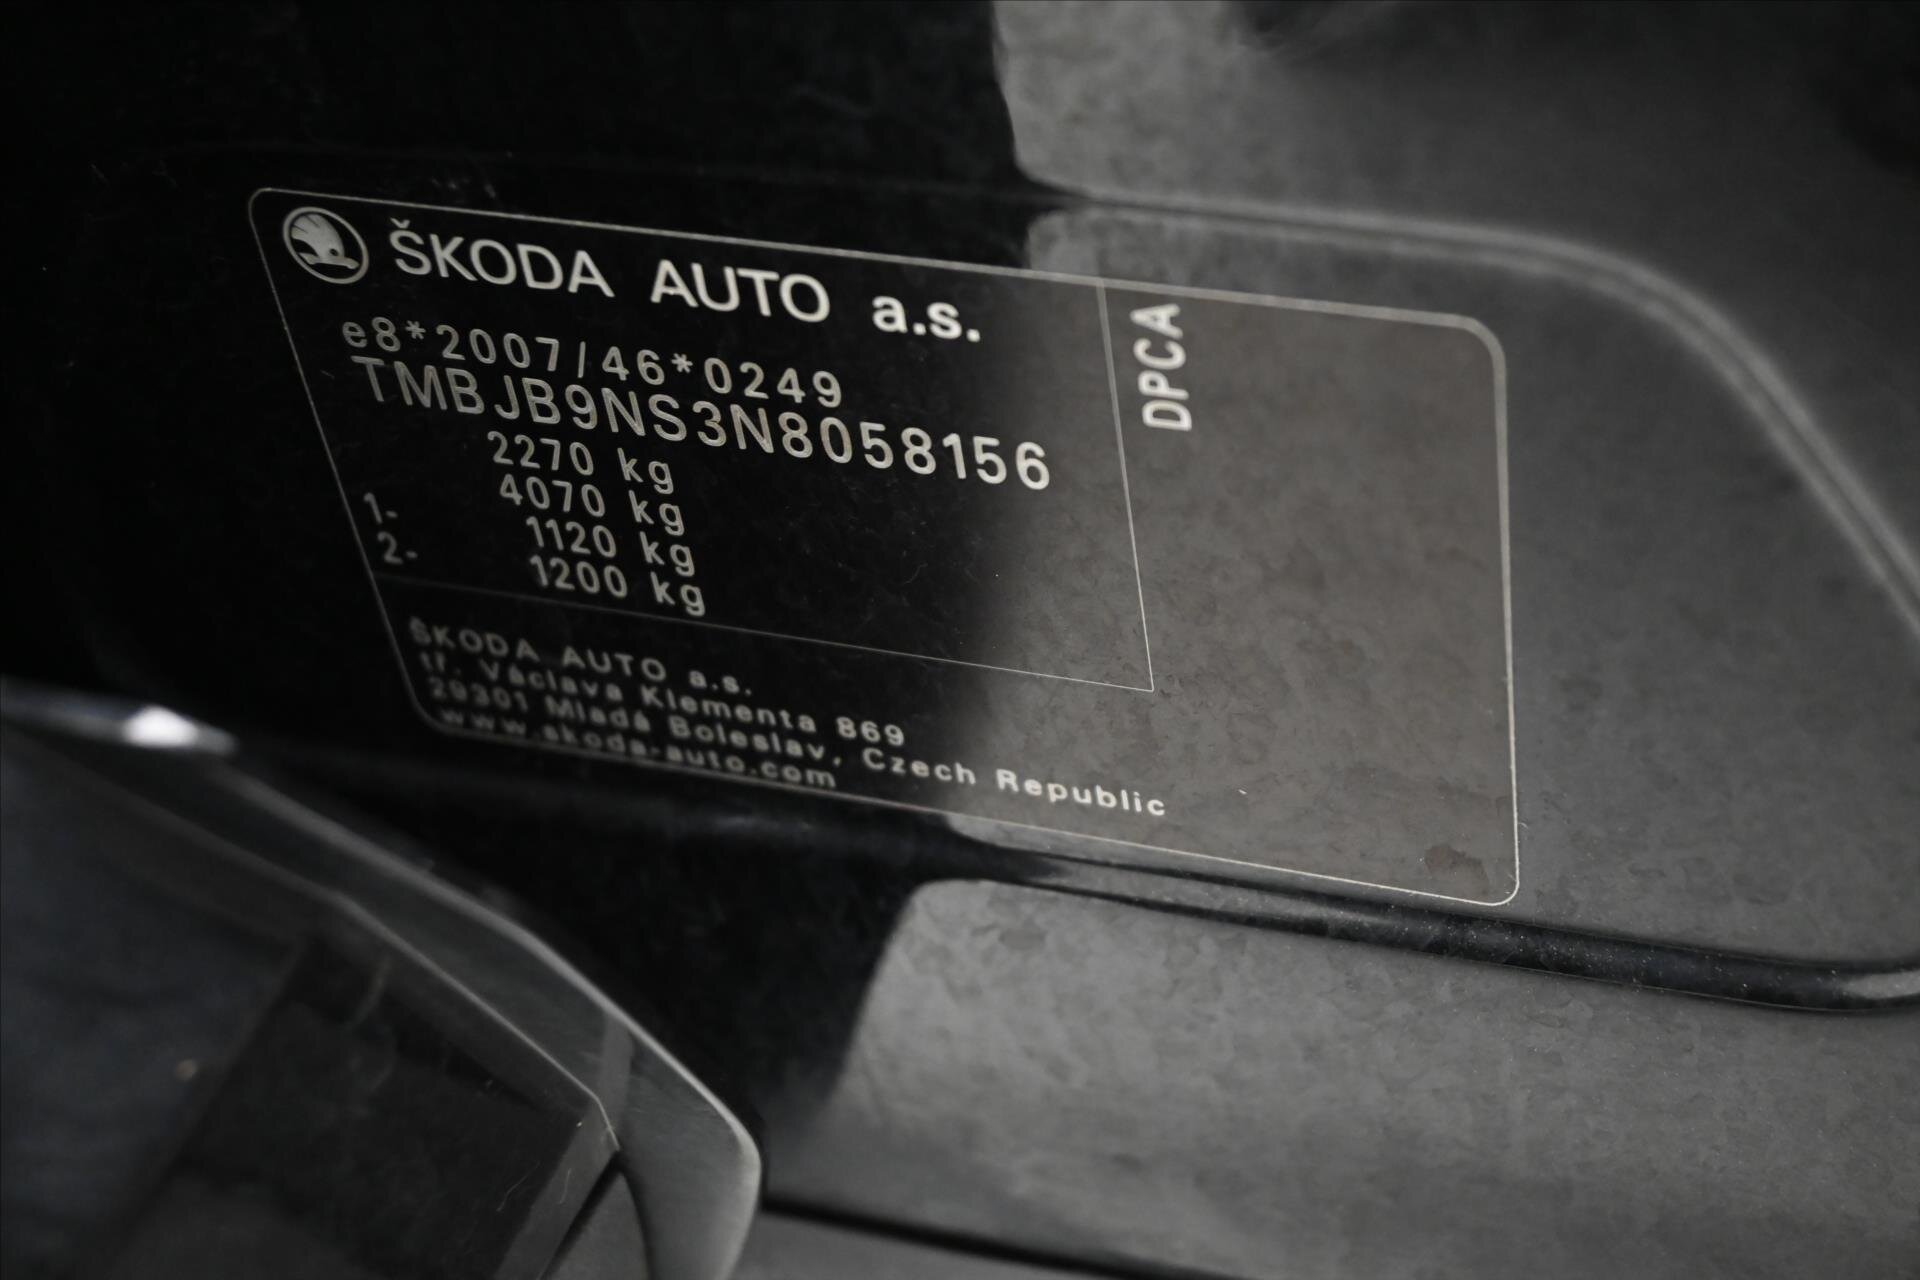 ŠKODA AUTO a.s.
e8*2007/46*0249
TMBJB9NS3N8058156
2270 kg
4070 kg
1- 1120 kg
2- 1200 kg
DPCA
ŠKODA AUTO a.s.
tř. Václava Klementa 869
29301 Mladá Boleslav, Czech Republic
www.skoda-auto.com